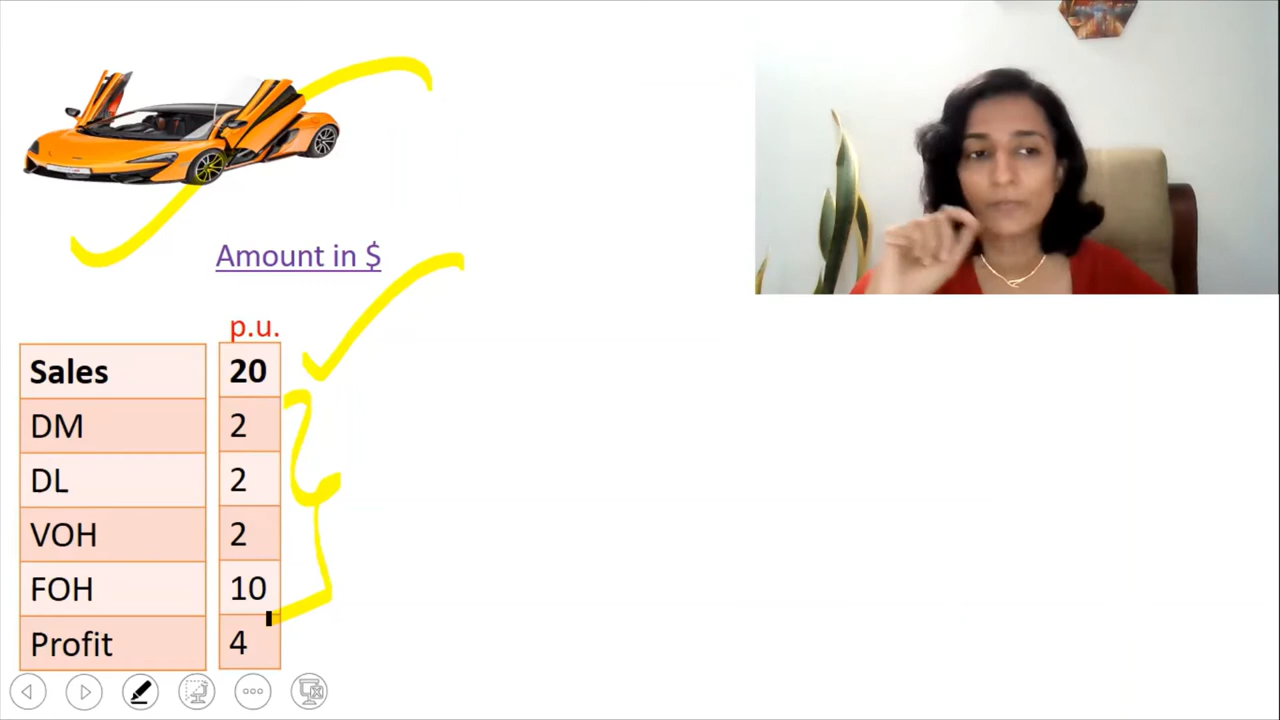 Amount in $
p.u.
Sales 20
DM 2
DL 2
VOH 2
FOH 10
Profit 4